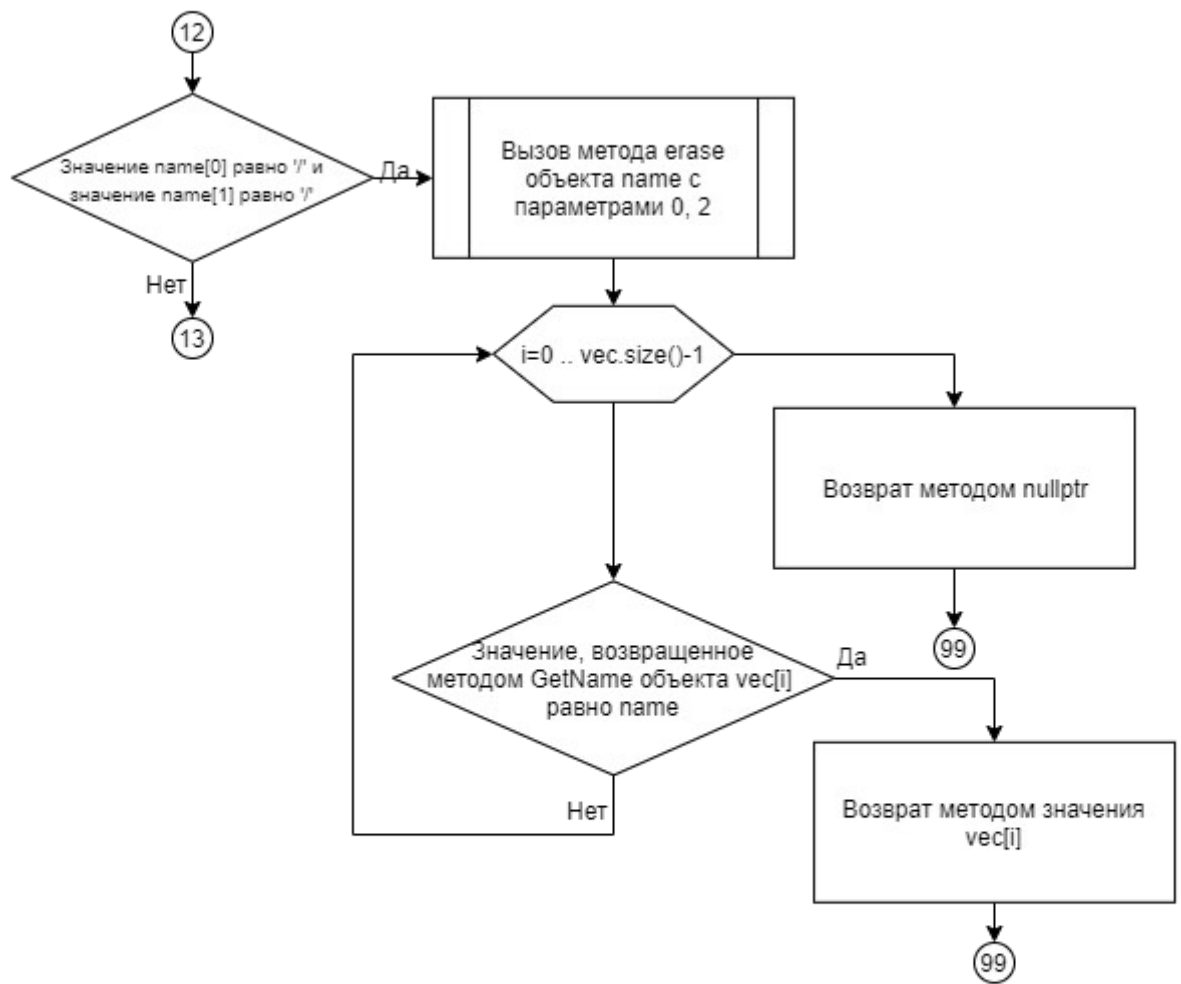 12
Значение name[0] равно '/' и
значение name[1] равно '/'
Да
Нет
13
Вызов метода erase
объекта name с
параметрами 0, 2
i=0 .. vec.size()-1
Возврат методом nullptr
99
Значение, возвращенное
методом GetName объекта vec[i]
равно name
Да
Нет
Возврат методом значения
vec[i]
99